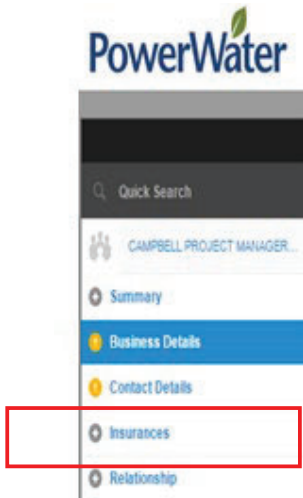 PowerWater
Quick Search
CAMPBELL PROJECT MANAGER...
Summary
Business Details
Contact Details
Insurances
Relationship